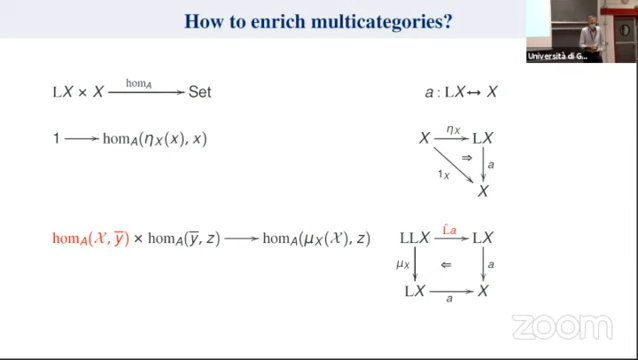 How to enrich multicategories?
Università di G...
LX × X —hom_A→ Set
a : LX ↔ X
1 → hom_A(η_X(x), x)
X —η_X→ LX
⇒
a
1_X
X
hom_A(𝒳, ȳ) × hom_A(ȳ, z) → hom_A(μ_X(𝒳), z)
LLX —L̂a→ LX
μ_X ⇐ a
LX —a→ X
zoom